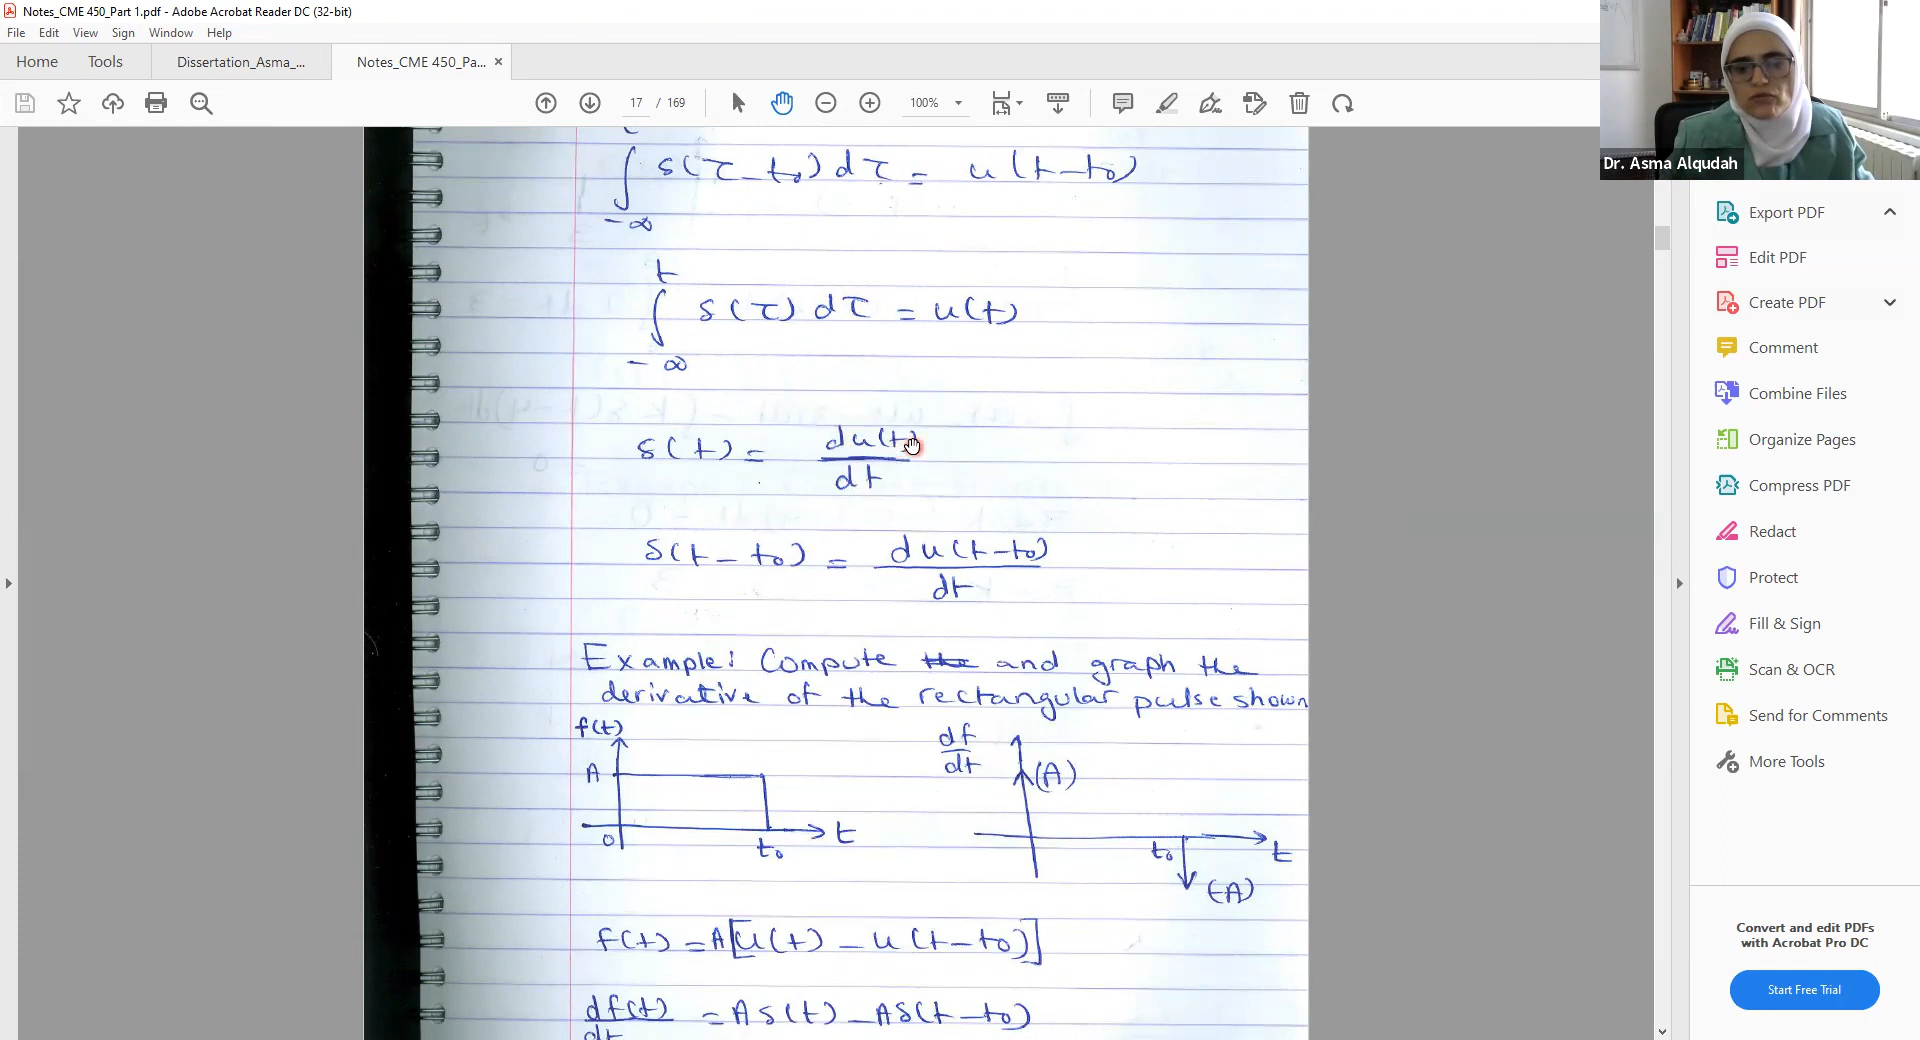 Notes_CME 450_Part 1.pdf - Adobe Acrobat Reader DC (32-bit)
File Edit View Sign Window Help
Home Tools Dissertation_Asma_... Notes_CME 450_Pa... ×
17 / 169 100%
Dr. Asma Alqudah
∫ δ(τ-t₀) dτ = u(t-t₀)
-∞
t
∫ δ(τ) dτ = u(t)
-∞
δ(t) = du(t)
dt
δ(t-t₀) = du(t-t₀)
dt
Example: Compute the and graph the
derivative of the rectangular pulse shown
f(t)
A
0
t₀
t
df
dt
(A)
t₀
t
(-A)
f(t) = A[u(t) - u(t-t₀)]
df(t) = Aδ(t) - Aδ(t-t₀)
dt
Export PDF
Edit PDF
Create PDF
Comment
Combine Files
Organize Pages
Compress PDF
Redact
Protect
Fill & Sign
Scan & OCR
Send for Comments
More Tools
Convert and edit PDFs
with Acrobat Pro DC
Start Free Trial